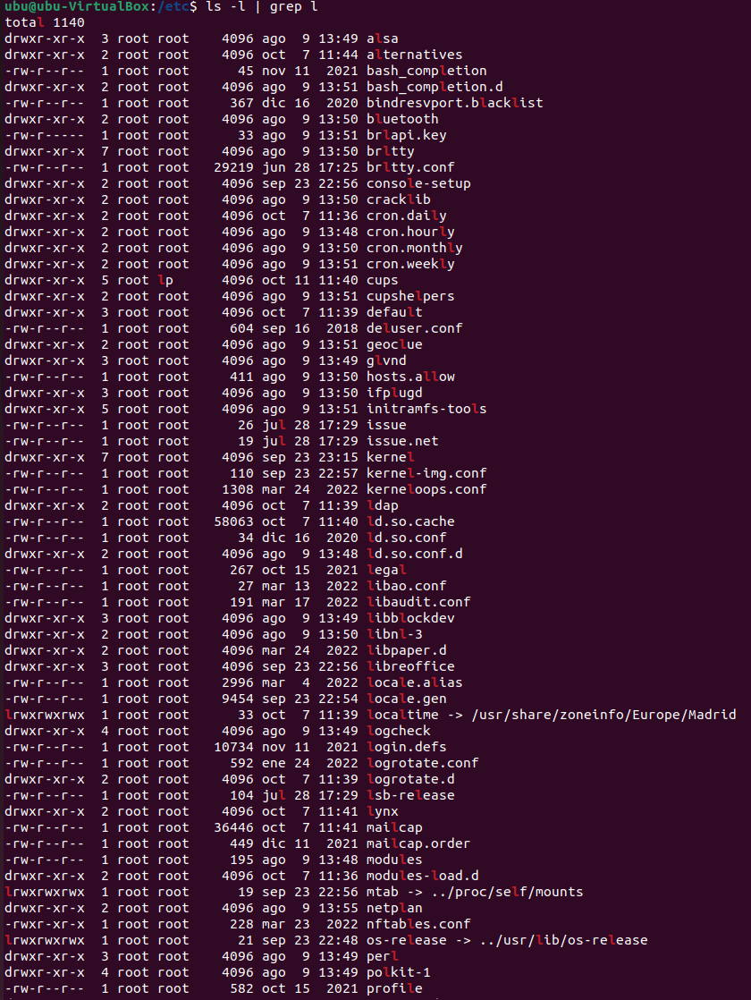 ubu@ubu-VirtualBox:/etc$ ls -l | grep l
total 1140
drwxr-xr-x  3 root root    4096 ago  9 13:49 alsa
drwxr-xr-x  2 root root    4096 oct  7 11:44 alternatives
-rw-r--r--  1 root root      45 nov 11  2021 bash_completion
drwxr-xr-x  2 root root    4096 ago  9 13:51 bash_completion.d
-rw-r--r--  1 root root     367 dic 16  2020 bindresvport.blacklist
drwxr-xr-x  2 root root    4096 ago  9 13:50 bluetooth
-rw-r-----  1 root root      33 ago  9 13:51 brlapi.key
drwxr-xr-x  7 root root    4096 ago  9 13:50 brltty
-rw-r--r--  1 root root   29219 jun 28 17:25 brltty.conf
drwxr-xr-x  2 root root    4096 sep 23 22:56 console-setup
drwxr-xr-x  2 root root    4096 ago  9 13:50 cracklib
drwxr-xr-x  2 root root    4096 oct  7 11:36 cron.daily
drwxr-xr-x  2 root root    4096 ago  9 13:48 cron.hourly
drwxr-xr-x  2 root root    4096 ago  9 13:50 cron.monthly
drwxr-xr-x  2 root root    4096 ago  9 13:51 cron.weekly
drwxr-xr-x  5 root lp      4096 oct 11 11:40 cups
drwxr-xr-x  2 root root    4096 ago  9 13:51 cupshelpers
drwxr-xr-x  3 root root    4096 oct  7 11:39 default
-rw-r--r--  1 root root     604 sep 16  2018 deluser.conf
drwxr-xr-x  2 root root    4096 ago  9 13:51 geoclue
drwxr-xr-x  3 root root    4096 ago  9 13:49 glvnd
-rw-r--r--  1 root root     411 ago  9 13:50 hosts.allow
drwxr-xr-x  3 root root    4096 ago  9 13:50 ifplugd
drwxr-xr-x  5 root root    4096 ago  9 13:51 initramfs-tools
-rw-r--r--  1 root root      26 jul 28 17:29 issue
-rw-r--r--  1 root root      19 jul 28 17:29 issue.net
drwxr-xr-x  7 root root    4096 sep 23 23:15 kernel
-rw-r--r--  1 root root     110 sep 23 22:57 kernel-img.conf
-rw-r--r--  1 root root    1308 mar 24  2022 kerneloops.conf
drwxr-xr-x  2 root root    4096 oct  7 11:39 ldap
-rw-r--r--  1 root root   58063 oct  7 11:40 ld.so.cache
-rw-r--r--  1 root root      34 dic 16  2020 ld.so.conf
drwxr-xr-x  2 root root    4096 ago  9 13:48 ld.so.conf.d
-rw-r--r--  1 root root     267 oct 15  2021 legal
-rw-r--r--  1 root root      27 mar 13  2022 libao.conf
-rw-r--r--  1 root root     191 mar 17  2022 libaudit.conf
drwxr-xr-x  3 root root    4096 ago  9 13:49 libblockdev
drwxr-xr-x  2 root root    4096 ago  9 13:50 libnl-3
drwxr-xr-x  2 root root    4096 mar 24  2022 libpaper.d
drwxr-xr-x  3 root root    4096 sep 23 22:56 libreoffice
-rw-r--r--  1 root root    2996 mar  4  2022 locale.alias
-rw-r--r--  1 root root    9454 sep 23 22:54 locale.gen
lrwxrwxrwx  1 root root      33 oct  7 11:39 localtime -> /usr/share/zoneinfo/Europe/Madrid
drwxr-xr-x  4 root root    4096 ago  9 13:49 logcheck
-rw-r--r--  1 root root   10734 nov 11  2021 login.defs
-rw-r--r--  1 root root     592 ene 24  2022 logrotate.conf
drwxr-xr-x  2 root root    4096 oct  7 11:39 logrotate.d
-rw-r--r--  1 root root     104 jul 28 17:29 lsb-release
drwxr-xr-x  2 root root    4096 oct  7 11:41 lynx
-rw-r--r--  1 root root   36446 oct  7 11:41 mailcap
-rw-r--r--  1 root root     449 dic 11  2021 mailcap.order
-rw-r--r--  1 root root     195 ago  9 13:48 modules
drwxr-xr-x  2 root root    4096 oct  7 11:36 modules-load.d
lrwxrwxrwx  1 root root      19 sep 23 22:56 mtab -> ../proc/self/mounts
drwxr-xr-x  2 root root    4096 ago  9 13:55 netplan
-rwxr-xr-x  1 root root     228 mar 23  2022 nftables.conf
lrwxrwxrwx  1 root root      21 sep 23 22:48 os-release -> ../usr/lib/os-release
drwxr-xr-x  3 root root    4096 ago  9 13:49 perl
drwxr-xr-x  4 root root    4096 ago  9 13:49 polkit-1
-rw-r--r--  1 root root     582 oct 15  2021 profile